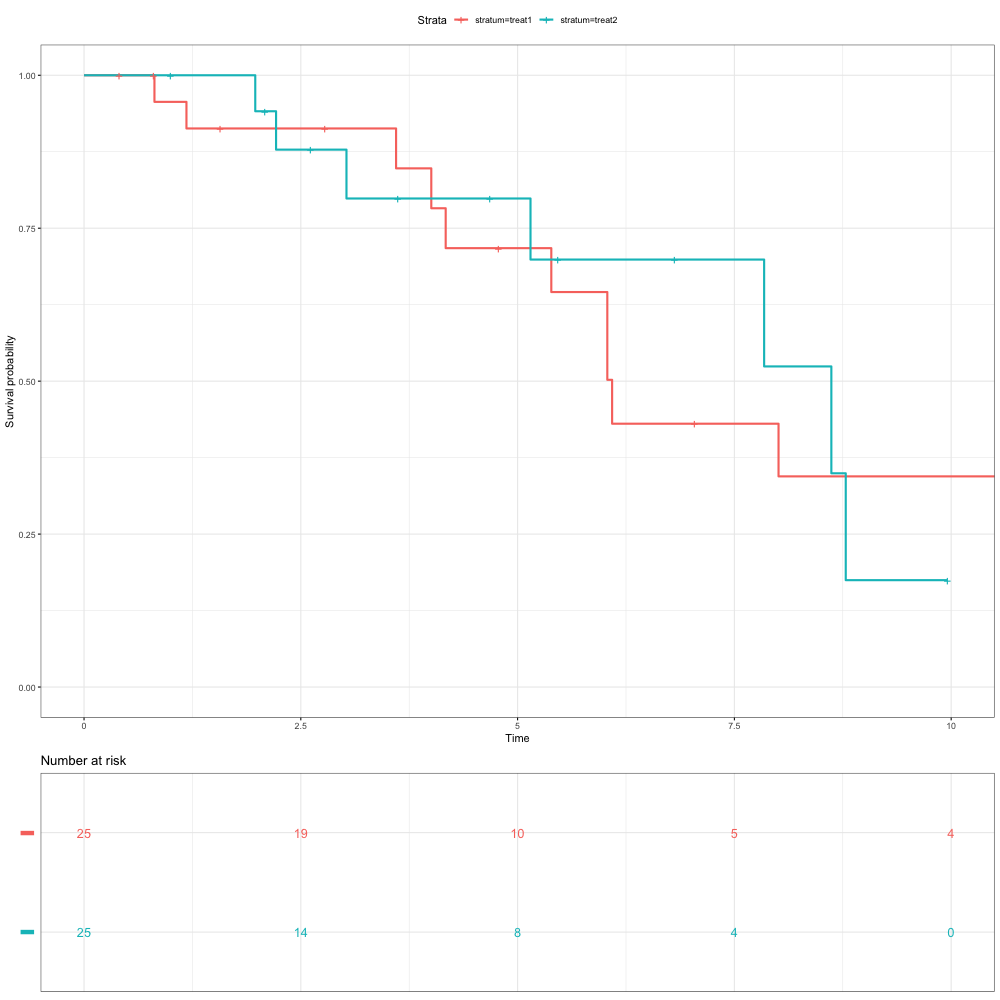 Strata stratum=treat1 stratum=treat2
1.00
0.75
0.50
0.25
0.00
Survival probability
0 2.5 5 7.5 10
Time
Number at risk
25 19 10 5 4
25 14 8 4 0